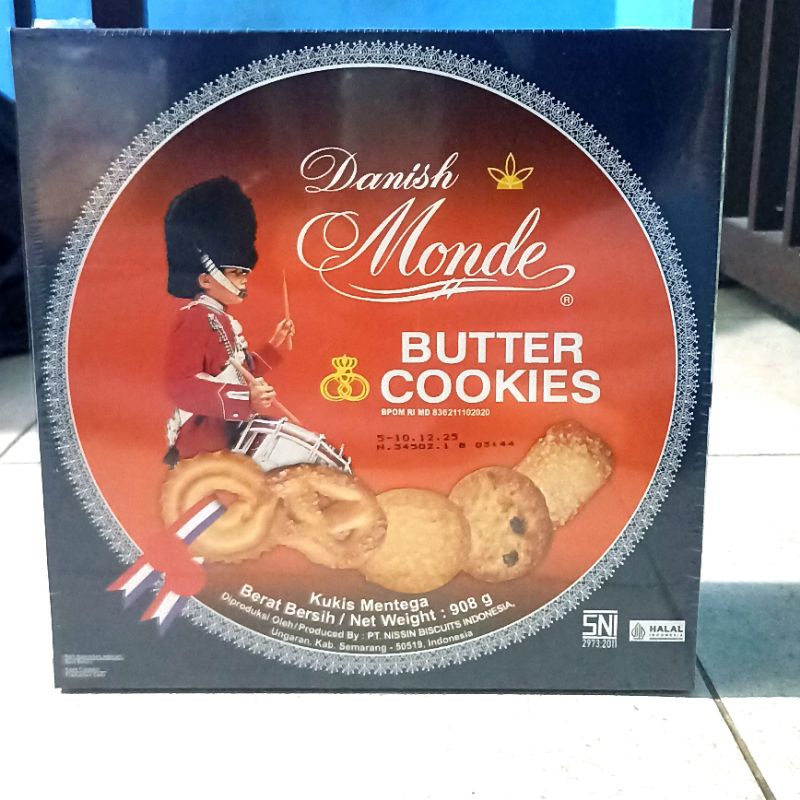 Danish
Monde
®
BUTTER
COOKIES
BPOM RI MD 836211102020
5-10.12.25
N.34502.1 B 03:44
Kukis Mentega
Berat Bersih / Net Weight : 908 g
Diproduksi Oleh/Produced By : PT. NISSIN BISCUITS INDONESIA,
Ungaran, Kab. Semarang - 50519, Indonesia
SNI
2973:2011
HALAL
INDONESIA